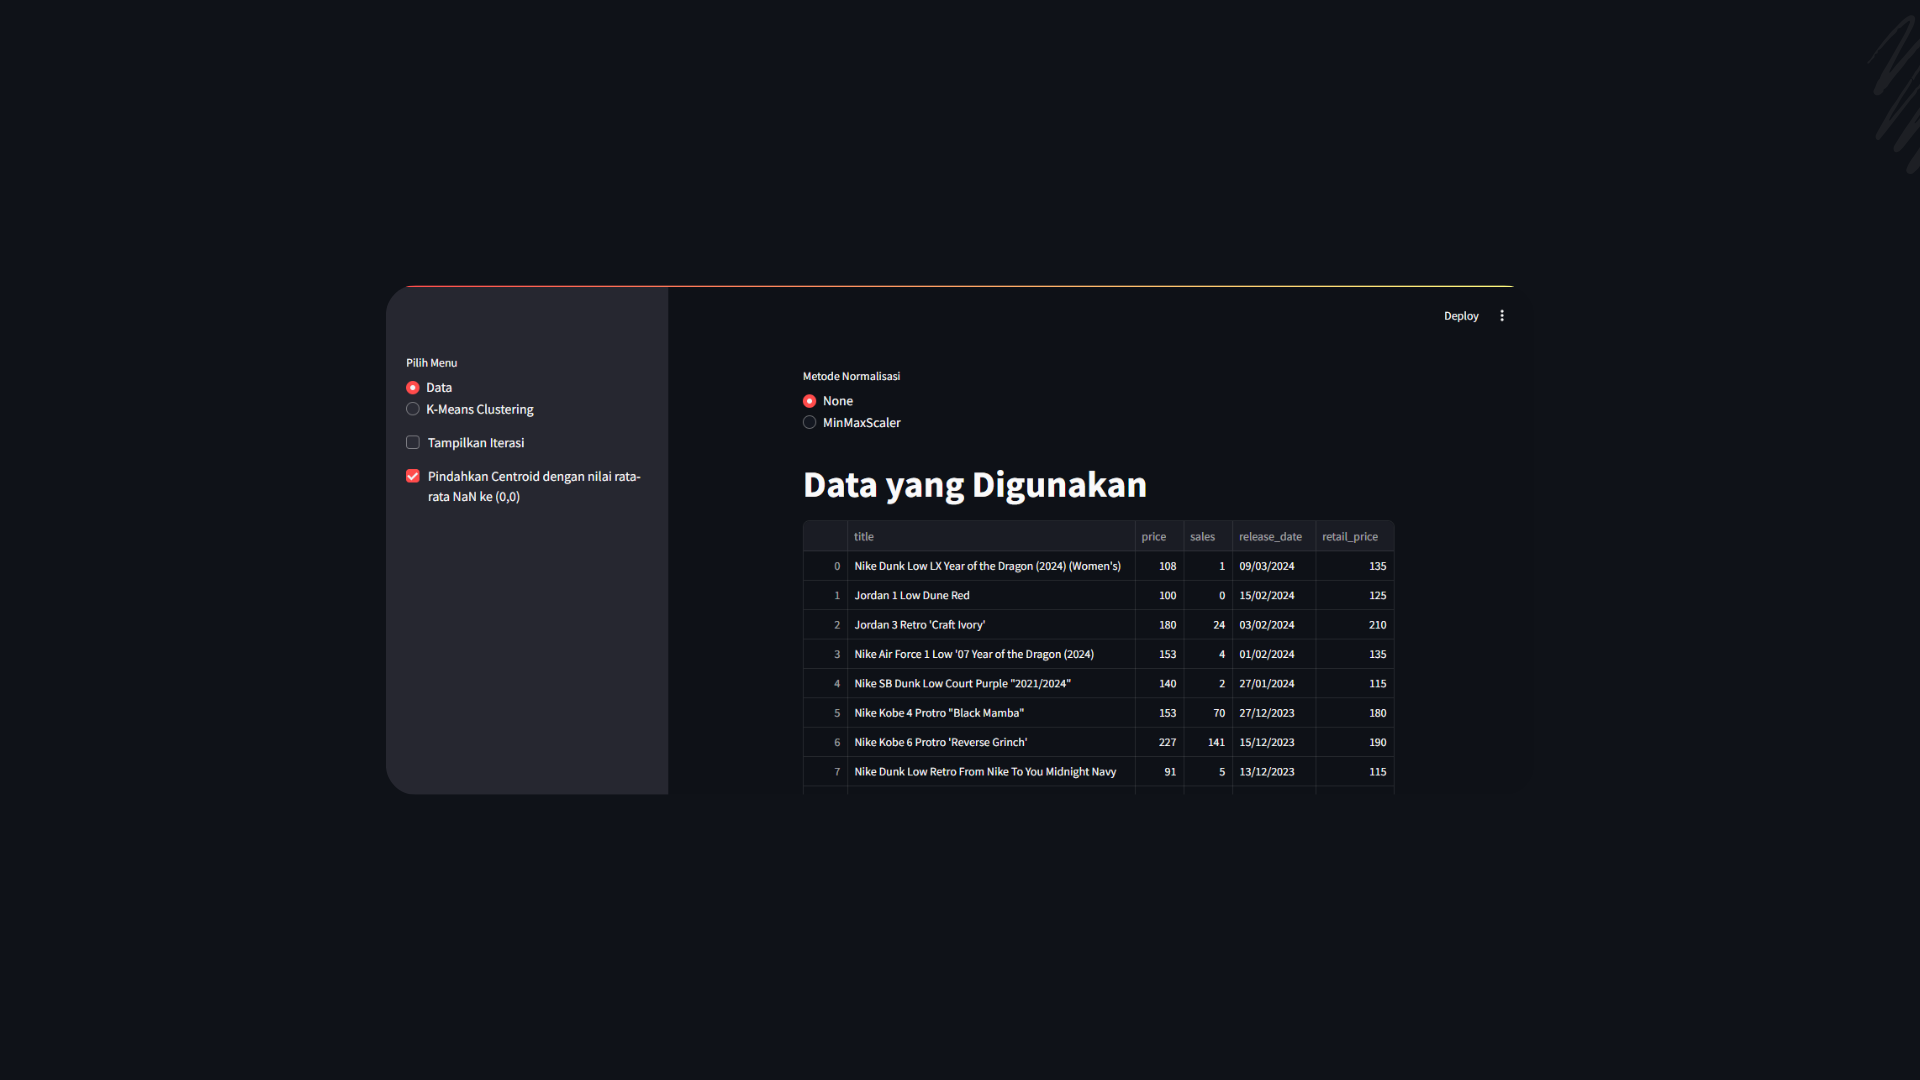 Deploy
Pilih Menu
Data
K-Means Clustering
Tampilkan Iterasi
Pindahkan Centroid dengan nilai rata-
rata NaN ke (0,0)
Metode Normalisasi
None
MinMaxScaler
Data yang Digunakan
title price sales release_date retail_price
0 Nike Dunk Low LX Year of the Dragon (2024) (Women's) 108 1 09/03/2024 135
1 Jordan 1 Low Dune Red 100 0 15/02/2024 125
2 Jordan 3 Retro 'Craft Ivory' 180 24 03/02/2024 210
3 Nike Air Force 1 Low '07 Year of the Dragon (2024) 153 4 01/02/2024 135
4 Nike SB Dunk Low Court Purple "2021/2024" 140 2 27/01/2024 115
5 Nike Kobe 4 Protro "Black Mamba" 153 70 27/12/2023 180
6 Nike Kobe 6 Protro 'Reverse Grinch' 227 141 15/12/2023 190
7 Nike Dunk Low Retro From Nike To You Midnight Navy 91 5 13/12/2023 115